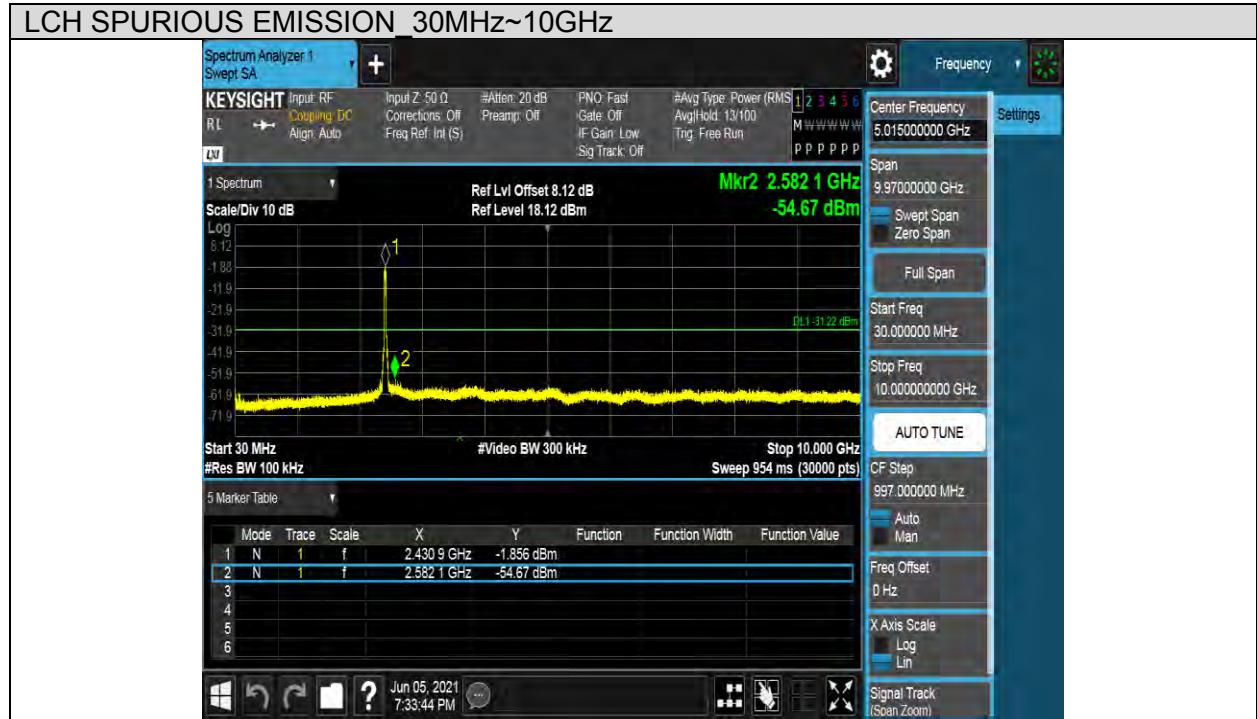 LCH SPURIOUS EMISSION_30MHz~10GHz
Spectrum Analyzer 1
Swept SA
+
Frequency
KEYSIGHT
RL
LXI
Input: RF
Coupling: DC
Align: Auto
Input Z: 50 Ω
Corrections: Off
Freq Ref: Int (S)
#Atten: 20 dB
Preamp: Off
PNO: Fast
Gate: Off
IF Gain: Low
Sig Track: Off
#Avg Type: Power (RMS
Avg|Hold: 13/100
Trig: Free Run
1 2 3 4 5 6
M W W W W W
P P P P P P
1 Spectrum
Scale/Div 10 dB
Ref Lvl Offset 8.12 dB
Ref Level 18.12 dBm
Mkr2 2.582 1 GHz
-54.67 dBm
Log
8.12
-1.88
-11.9
-21.9
-31.9
-41.9
-51.9
-61.9
-71.9
1
2
DL1 -31.22 dBm
Start 30 MHz
#Res BW 100 kHz
#Video BW 300 kHz
Stop 10.000 GHz
Sweep 954 ms (30000 pts)
5 Marker Table
Mode Trace Scale X Y Function Function Width Function Value
1 N 1 f 2.430 9 GHz -1.856 dBm
2 N 1 f 2.582 1 GHz -54.67 dBm
3
4
5
6
?
Jun 05, 2021
7:33:44 PM
Center Frequency
5.015000000 GHz
Settings
Span
9.97000000 GHz
Swept Span
Zero Span
Full Span
Start Freq
30.000000 MHz
Stop Freq
10.000000000 GHz
AUTO TUNE
CF Step
997.000000 MHz
Auto
Man
Freq Offset
0 Hz
X Axis Scale
Log
Lin
Signal Track
(Span Zoom)